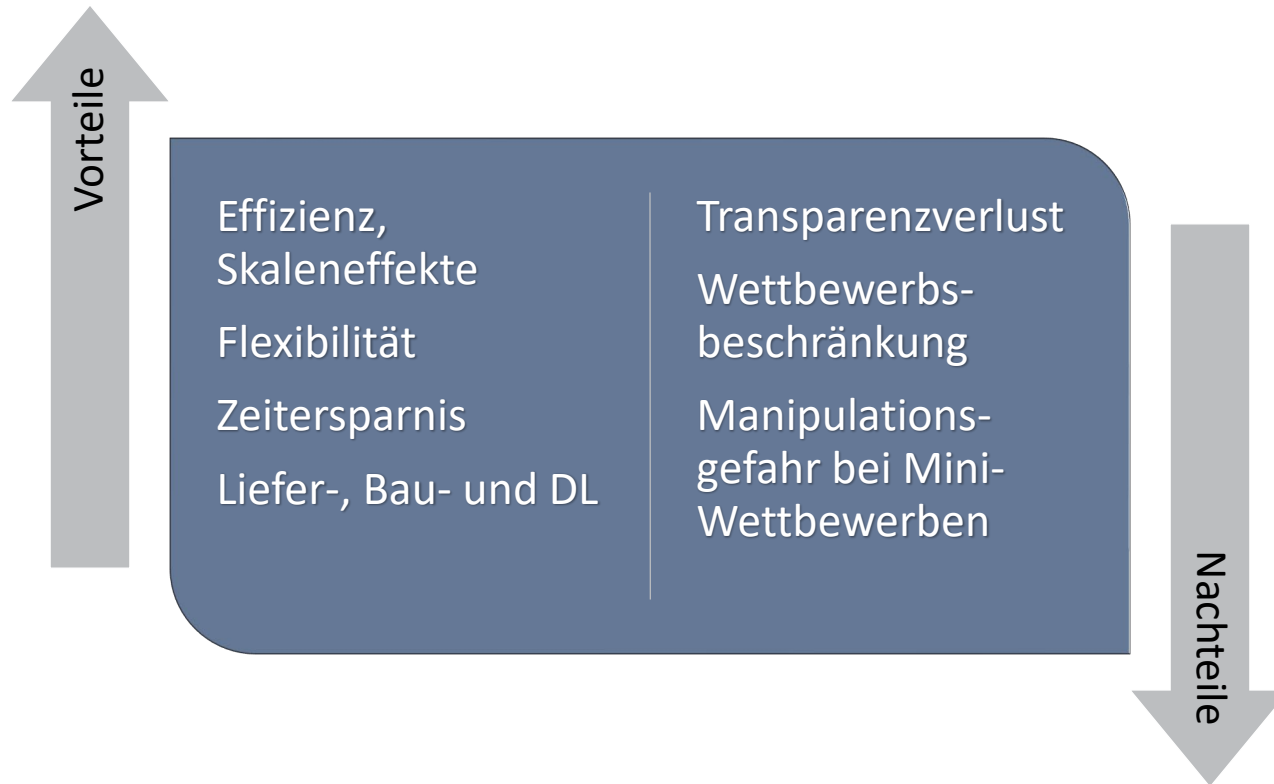 Vorteile
Effizienz,
Skaleneffekte
Flexibilität
Zeitersparnis
Liefer-, Bau- und DL
Transparenzverlust
Wettbewerbs-
beschränkung
Manipulations-
gefahr bei Mini-
Wettbewerben
Nachteile